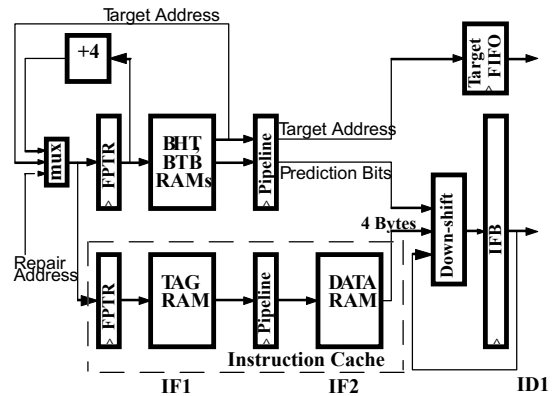 Target Address
+4
Target
FIFO
mux
FPTR
BHT,
BTB
RAMs
Pipeline
Target Address
Prediction Bits
4 Bytes
Down-shift
IFB
Repair
Address
FPTR
TAG
RAM
Pipeline
DATA
RAM
Instruction Cache
IF1
IF2
ID1